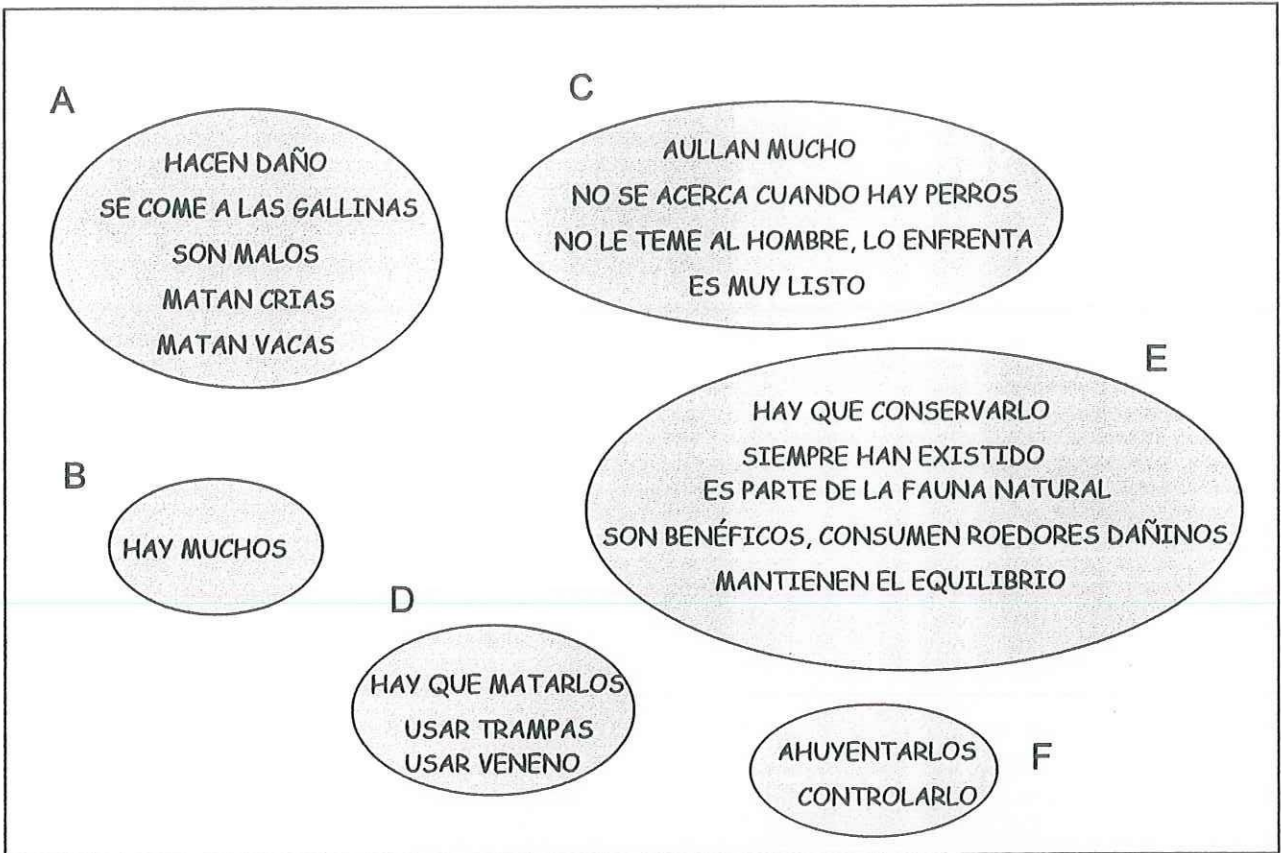 A
HACEN DAÑO
SE COME A LAS GALLINAS
SON MALOS
MATAN CRIAS
MATAN VACAS
C
AULLAN MUCHO
NO SE ACERCA CUANDO HAY PERROS
NO LE TEME AL HOMBRE, LO ENFRENTA
ES MUY LISTO
E
HAY QUE CONSERVARLO
SIEMPRE HAN EXISTIDO
ES PARTE DE LA FAUNA NATURAL
SON BENÉFICOS, CONSUMEN ROEDORES DAÑINOS
MANTIENEN EL EQUILIBRIO
B
HAY MUCHOS
D
HAY QUE MATARLOS
USAR TRAMPAS
USAR VENENO
F
AHUYENTARLOS
CONTROLARLO